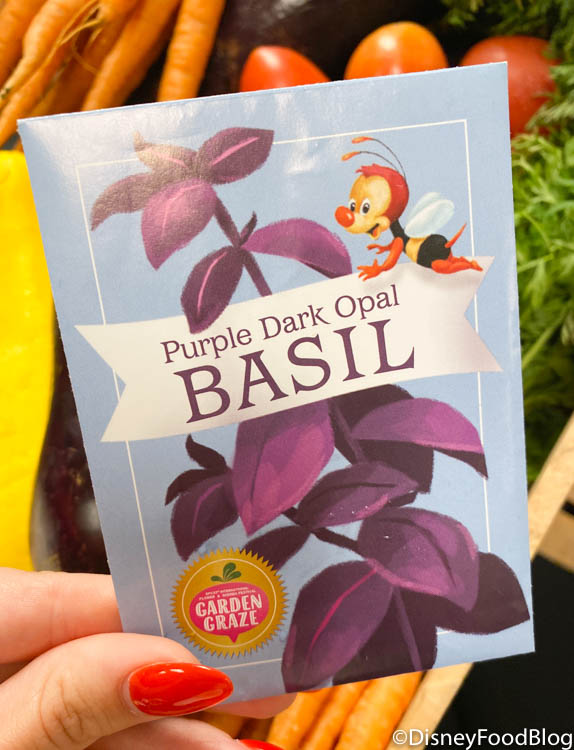 Purple Dark Opal
BASIL
EPCOT INTERNATIONAL
FLOWER & GARDEN FESTIVAL
GARDEN
GRAZE
©DisneyFoodBlog